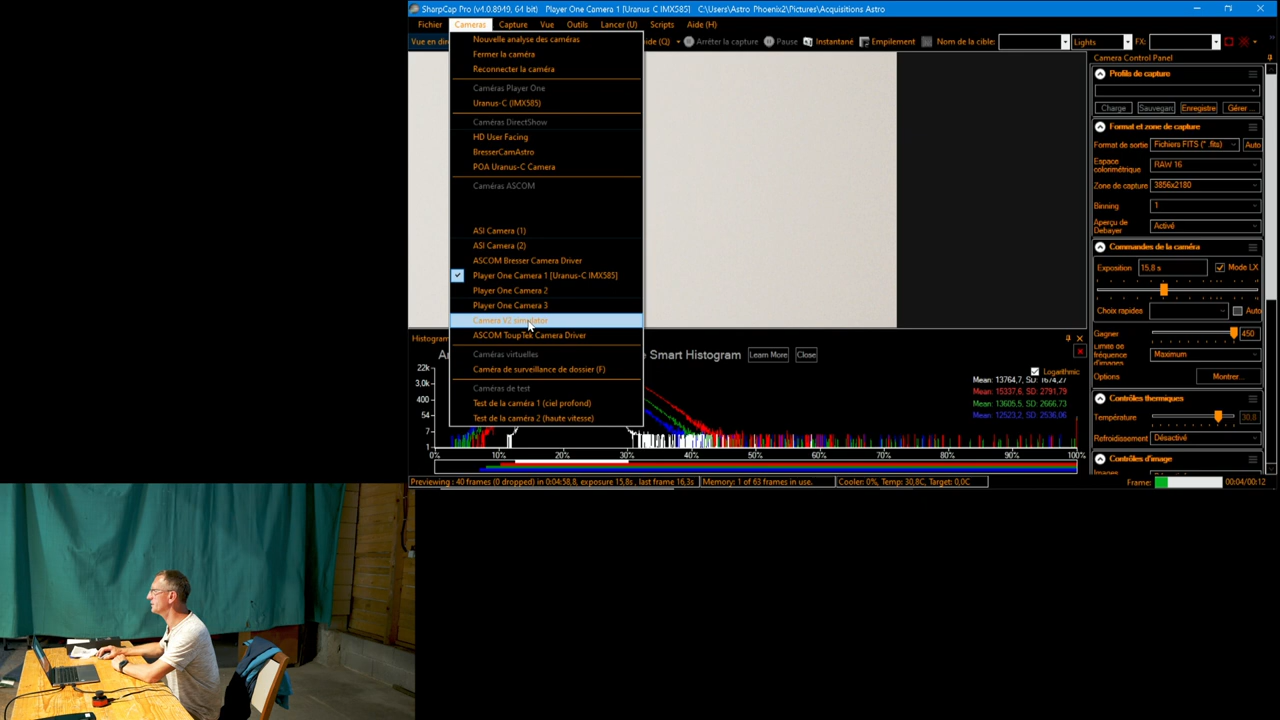 SharpCap Pro (v4.0.8949, 64 bit) Player One Camera 1 [Uranus C IMX585] C:\Users\Astro Phoenix2\Pictures\Acquisitions Astro
Fichier Cameras Capture Vue Outils Lancer (U) Scripts Aide (H)
Vue en dire ide (Q) Arrêter la capture Pause Instantané Empilement Nom de la cible: Lights FX:
Nouvelle analyse des caméras
Fermer la caméra
Reconnecter la caméra
Caméras Player One
Uranus-C (IMX585)
Caméras DirectShow
HD User Facing
BresserCamAstro
POA Uranus-C Camera
Caméras ASCOM
ASI Camera (1)
ASI Camera (2)
ASCOM Bresser Camera Driver
Player One Camera 1 [Uranus-C IMX585]
Player One Camera 2
Player One Camera 3
Camera V2 simulator
ASCOM ToupTek Camera Driver
Caméras virtuelles
Caméra de surveillance de dossier (F)
Caméras de test
Test de la caméra 1 (ciel profond)
Test de la caméra 2 (haute vitesse)
Camera Control Panel
Profils de capture
Charge Sauvegar Enregistre Gérer ...
Format et zone de capture
Format de sortie Fichiers FITS (*.fits) Auto
Espace colorimétrique RAW 16
Zone de capture 3856x2180
Binning 1
Aperçu de Debayer Activé
Commandes de la caméra
Exposition 15,8 s Mode LX
Choix rapides Auto
Gagner 450
Limite de fréquence d'images Maximum
Options Montrer...
Contrôles thermiques
Température 30,8
Refroidissement Désactivé
Contrôles d'image
Images
Histogram
e Smart Histogram Learn More Close
Logarithmic
Mean: 13764,7, SD: 1674,27
Mean: 15337,6, SD: 2791,79
Mean: 13605,5, SD: 2666,73
Mean: 12523,2, SD: 2536,06
22k
3.0k
400
54
7
1
0% 10% 20% 30% 40% 50% 60% 70% 80% 90% 100%
Previewing : 40 frames (0 dropped) in 0:04:58,8, exposure 15,8s , last frame 16,3s Memory: 1 of 63 frames in use. Cooler: 0%, Temp: 30,8C, Target: 0,0C Frame: 00:04/00:12